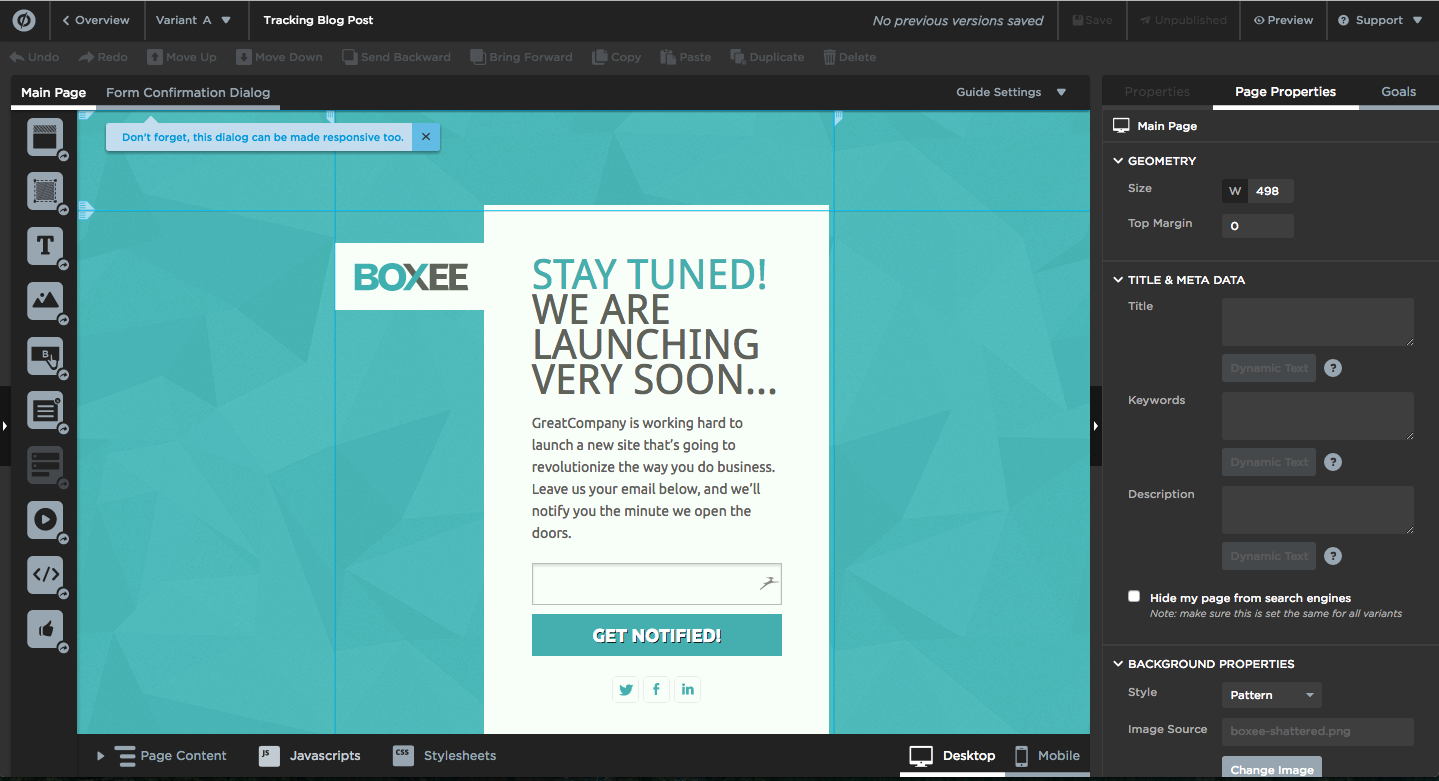 Overview
Variant A
Tracking Blog Post
No previous versions saved
Save
Unpublished
Preview
? Support
Undo
Redo
Move Up
Move Down
Send Backward
Bring Forward
Copy
Paste
Duplicate
Delete
Main Page
Form Confirmation Dialog
Guide Settings
Don't forget, this dialog can be made responsive too.
BOXEE
STAY TUNED!
WE ARE
LAUNCHING
VERY SOON...
GreatCompany is working hard to
launch a new site that's going to
revolutionize the way you do business.
Leave us your email below, and we'll
notify you the minute we open the
doors.
GET NOTIFIED!
T
B
Page Content
JS
Javascripts
CSS
Stylesheets
Desktop
Mobile
Properties
Page Properties
Goals
Main Page
GEOMETRY
Size
W 498
Top Margin
0
TITLE & META DATA
Title
Dynamic Text ?
Keywords
Dynamic Text ?
Description
Dynamic Text ?
Hide my page from search engines
Note: make sure this is set the same for all variants
BACKGROUND PROPERTIES
Style
Pattern
Image Source
boxee-shattered.png
Change Image